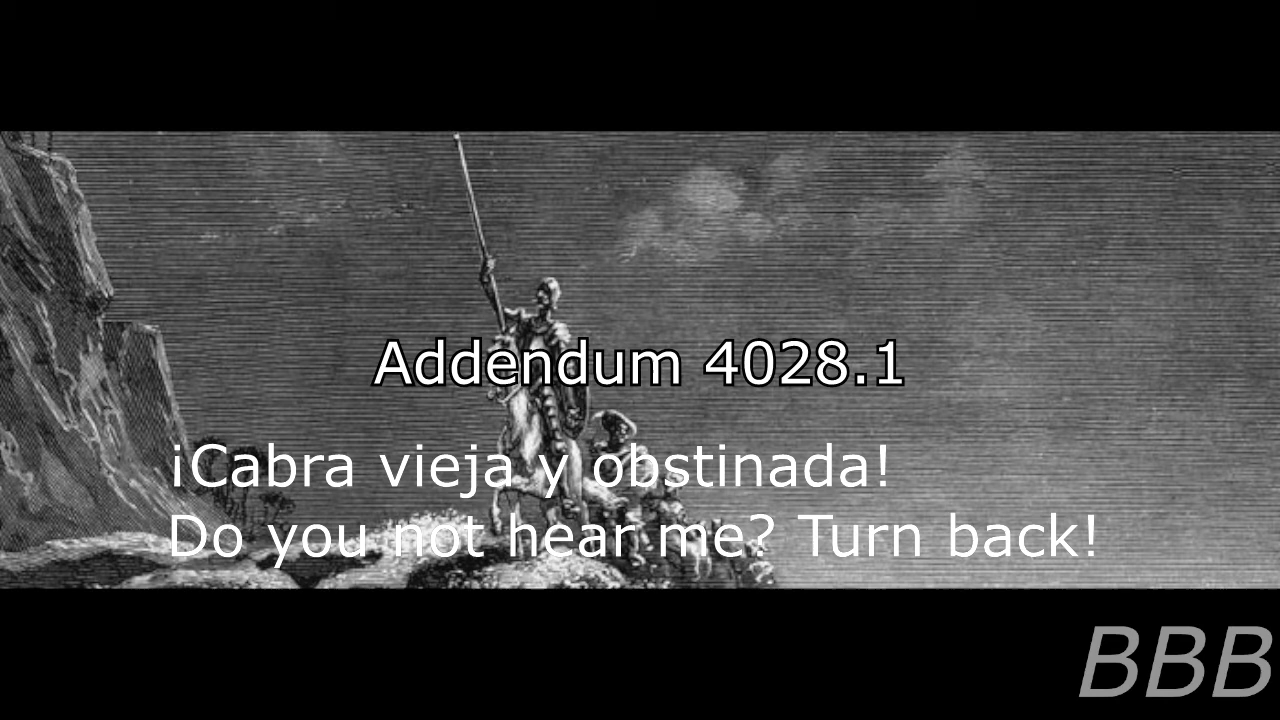 Addendum 4028.1
¡Cabra vieja y obstinada!
Do you not hear me? Turn back!
BBB